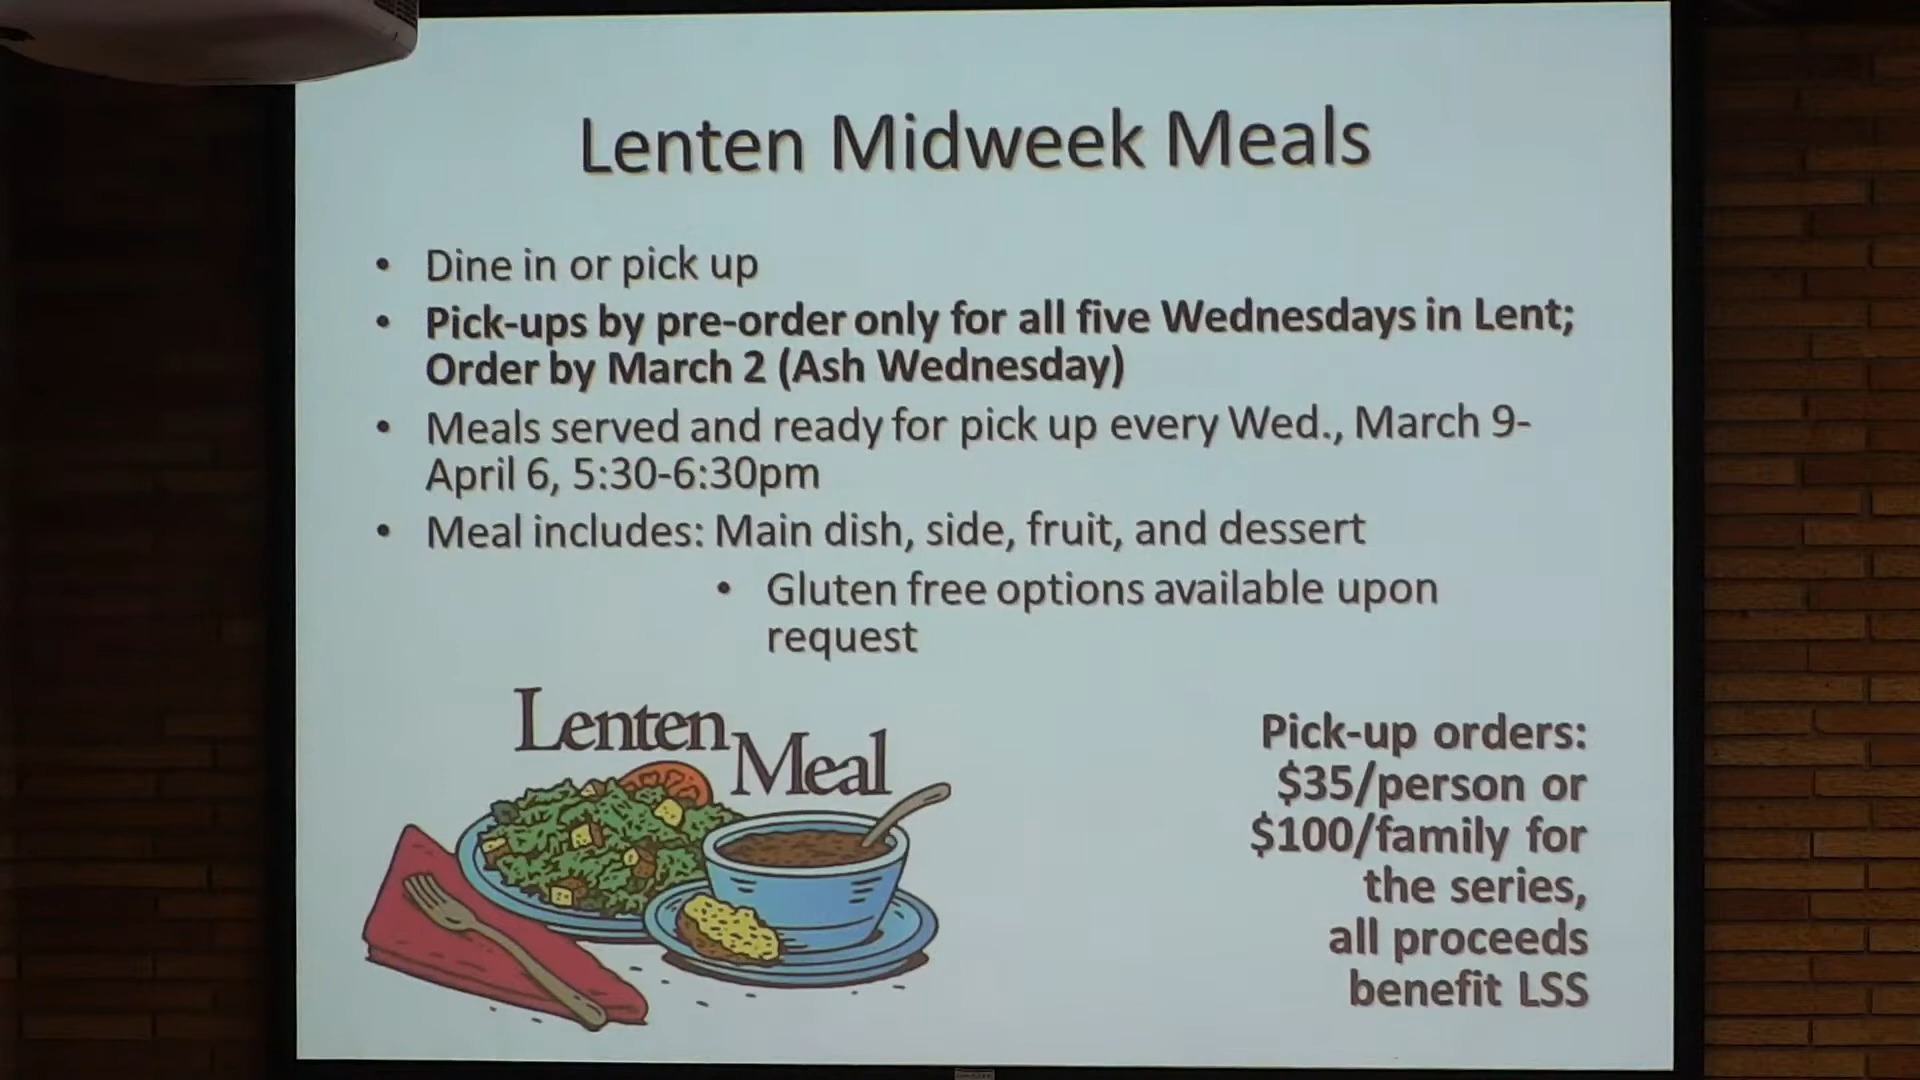 Lenten Midweek Meals
• Dine in or pick up
• Pick-ups by pre-order only for all five Wednesdays in Lent;
Order by March 2 (Ash Wednesday)
• Meals served and ready for pick up every Wed., March 9-
April 6, 5:30-6:30pm
• Meal includes: Main dish, side, fruit, and dessert
• Gluten free options available upon
request
Lenten
Meal
Pick-up orders:
$35/person or
$100/family for
the series,
all proceeds
benefit LSS